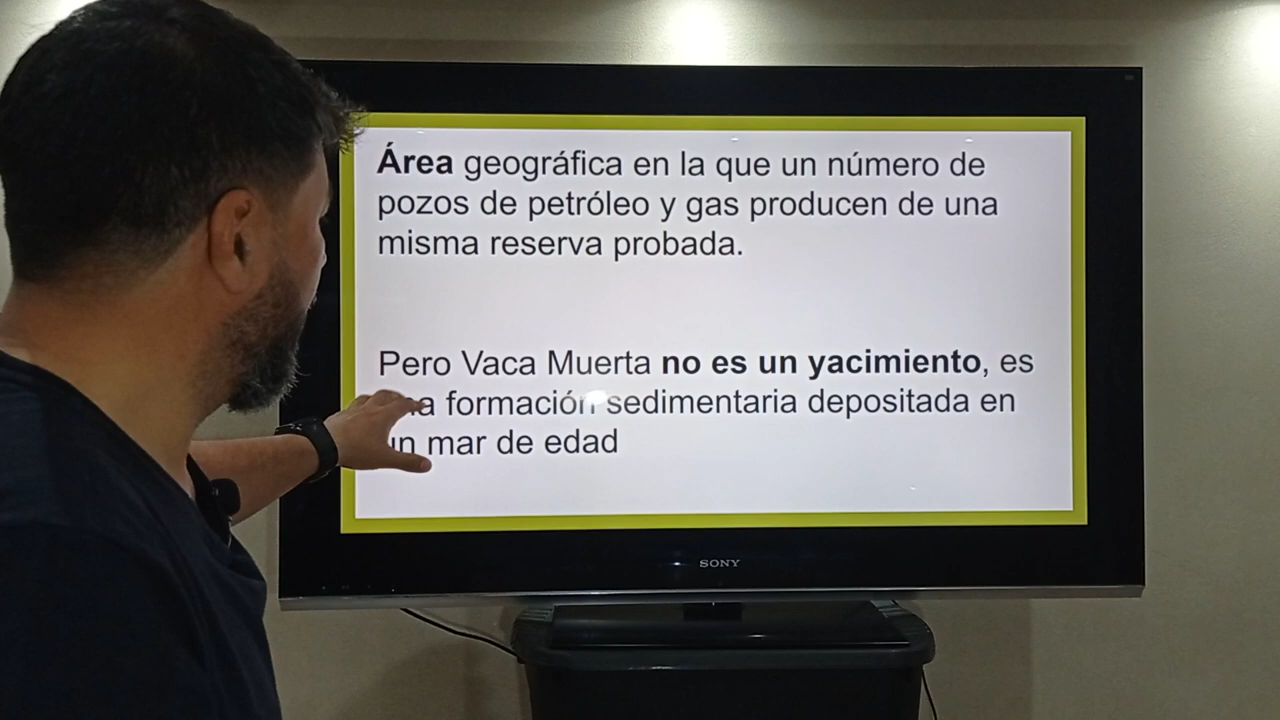 Área geográfica en la que un número de
pozos de petróleo y gas producen de una
misma reserva probada.
Pero Vaca Muerta no es un yacimiento, es
formación sedimentaria depositada en
mar de edad
SONY